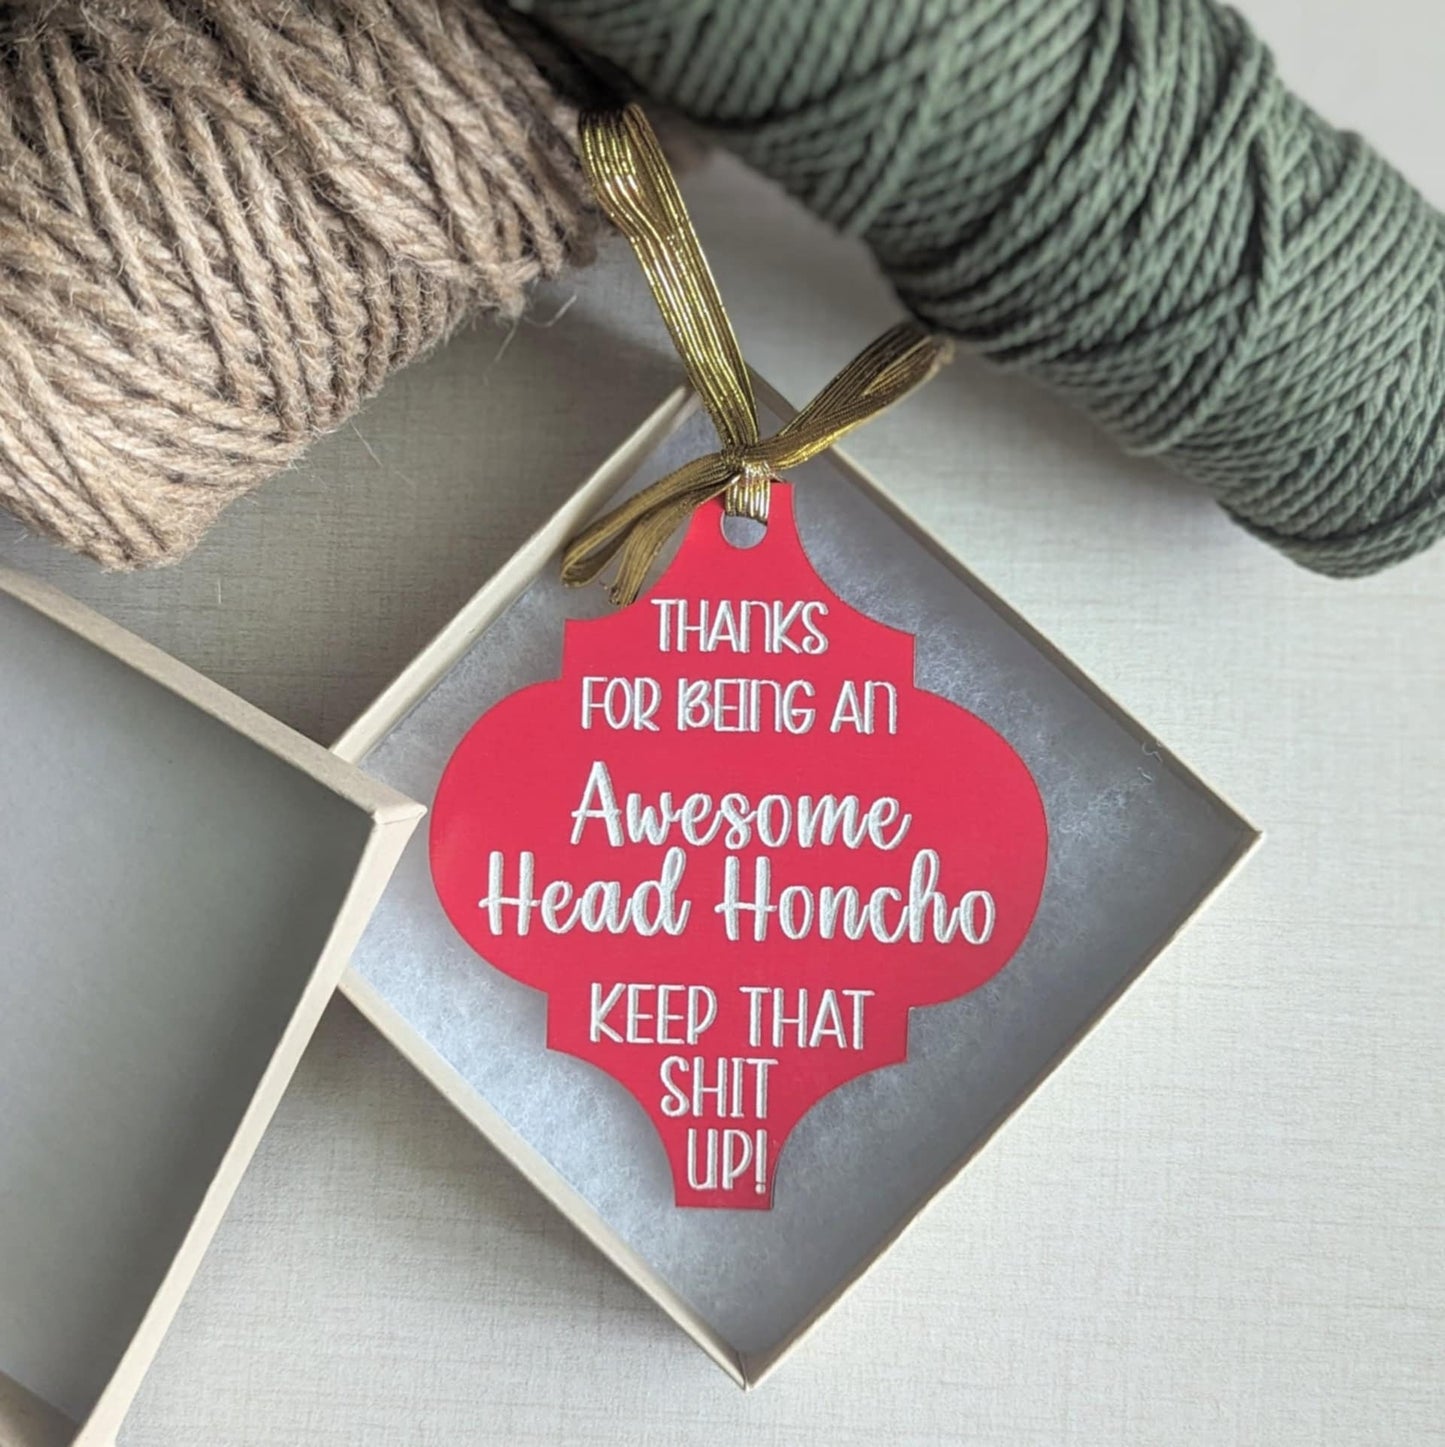 THANKS
FOR BEING AN
Awesome
Head Honcho
KEEP THAT
SHIT
UP!